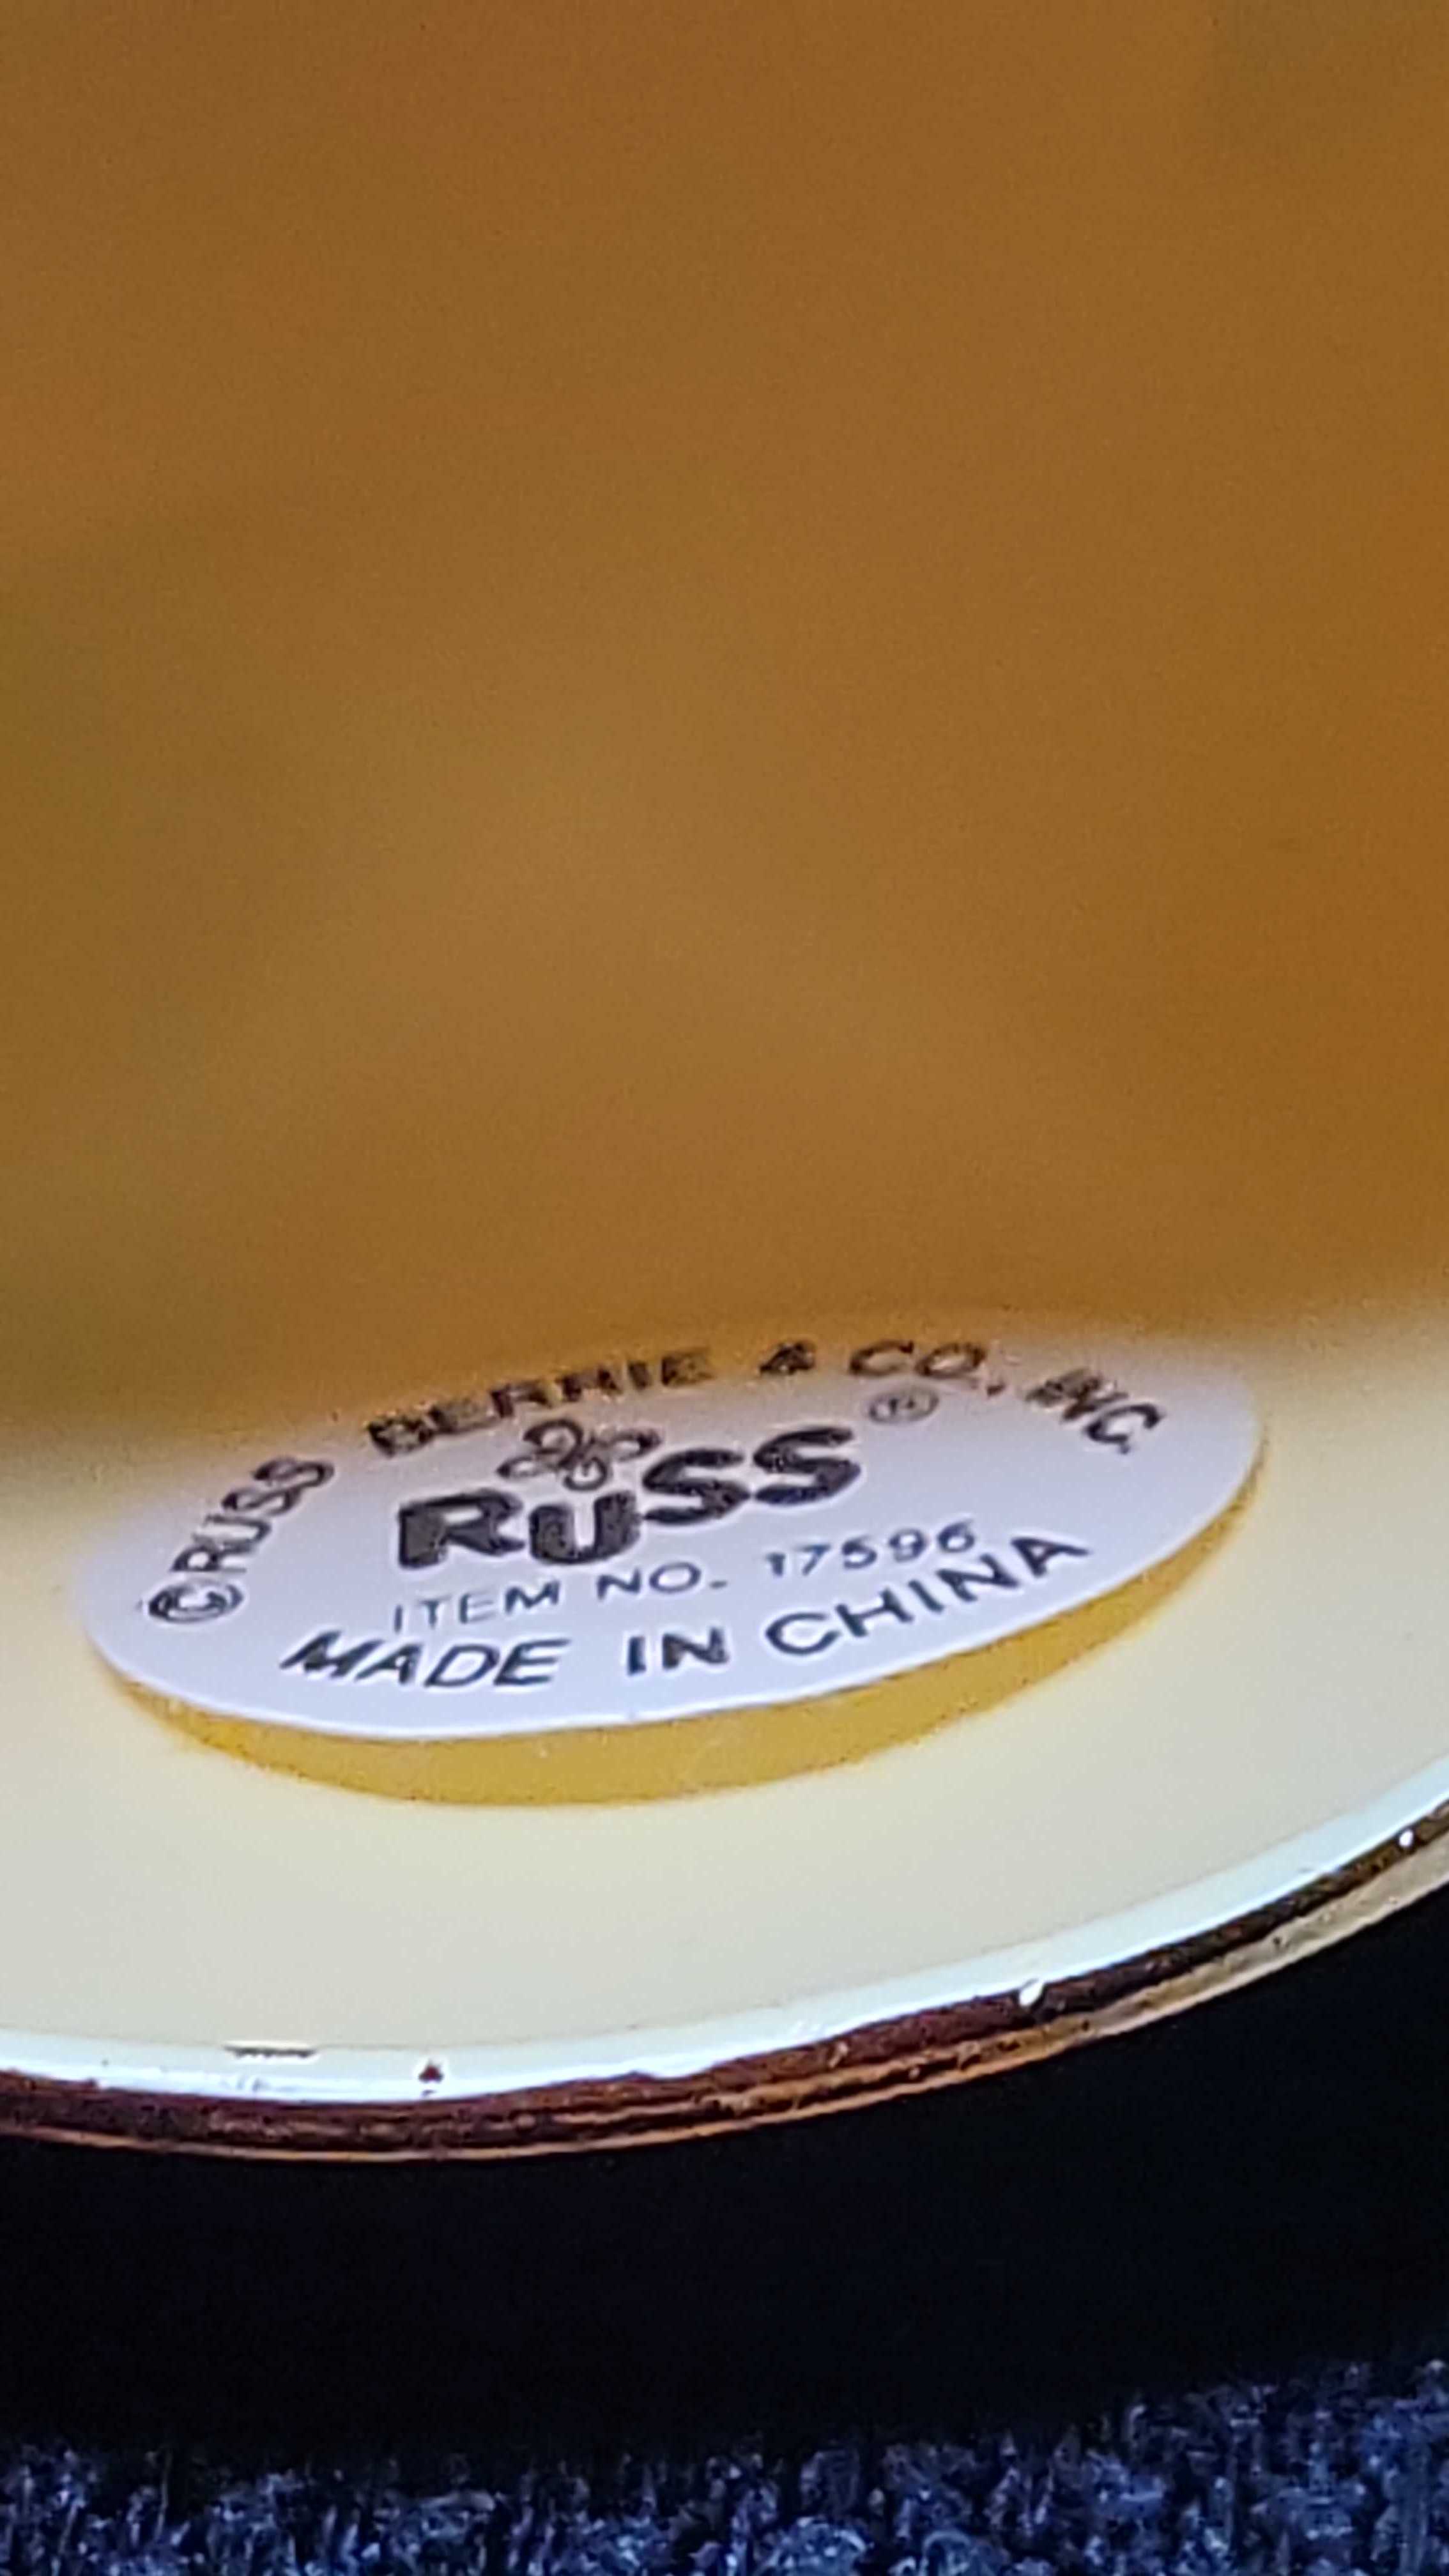 ©RUSS BERRIE & CO., INC.
RUSS®
ITEM NO. 17596
MADE IN CHINA